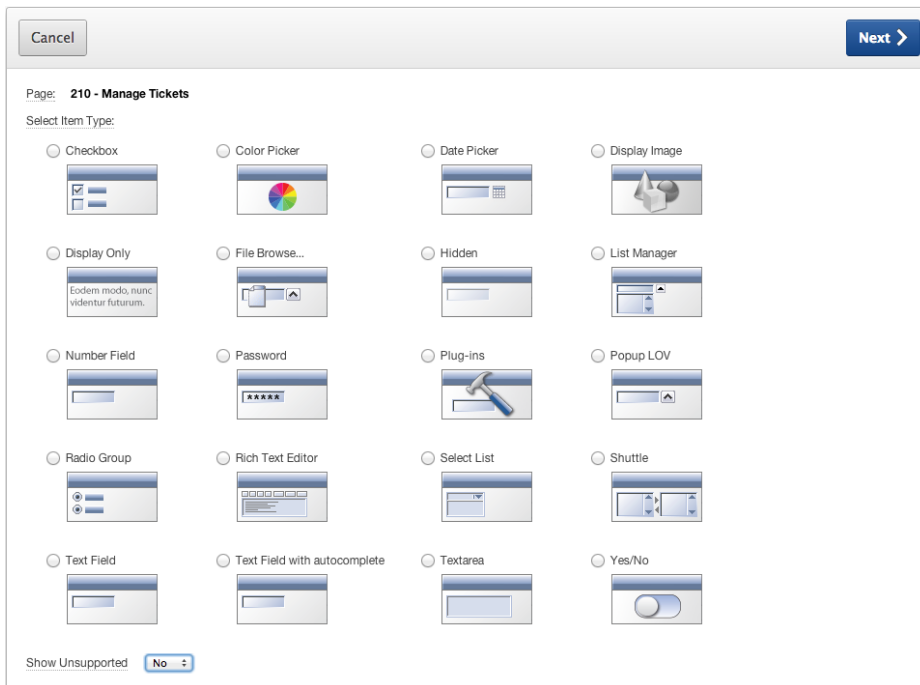 Cancel
Next
Page: 210 - Manage Tickets
Select Item Type:
Checkbox Color Picker Date Picker Display Image
Display Only File Browse... Hidden List Manager
Eodem modo, nunc
videntur futurum.
Number Field Password Plug-ins Popup LOV
*****
Radio Group Rich Text Editor Select List Shuttle
Text Field Text Field with autocomplete Textarea Yes/No
Show Unsupported No